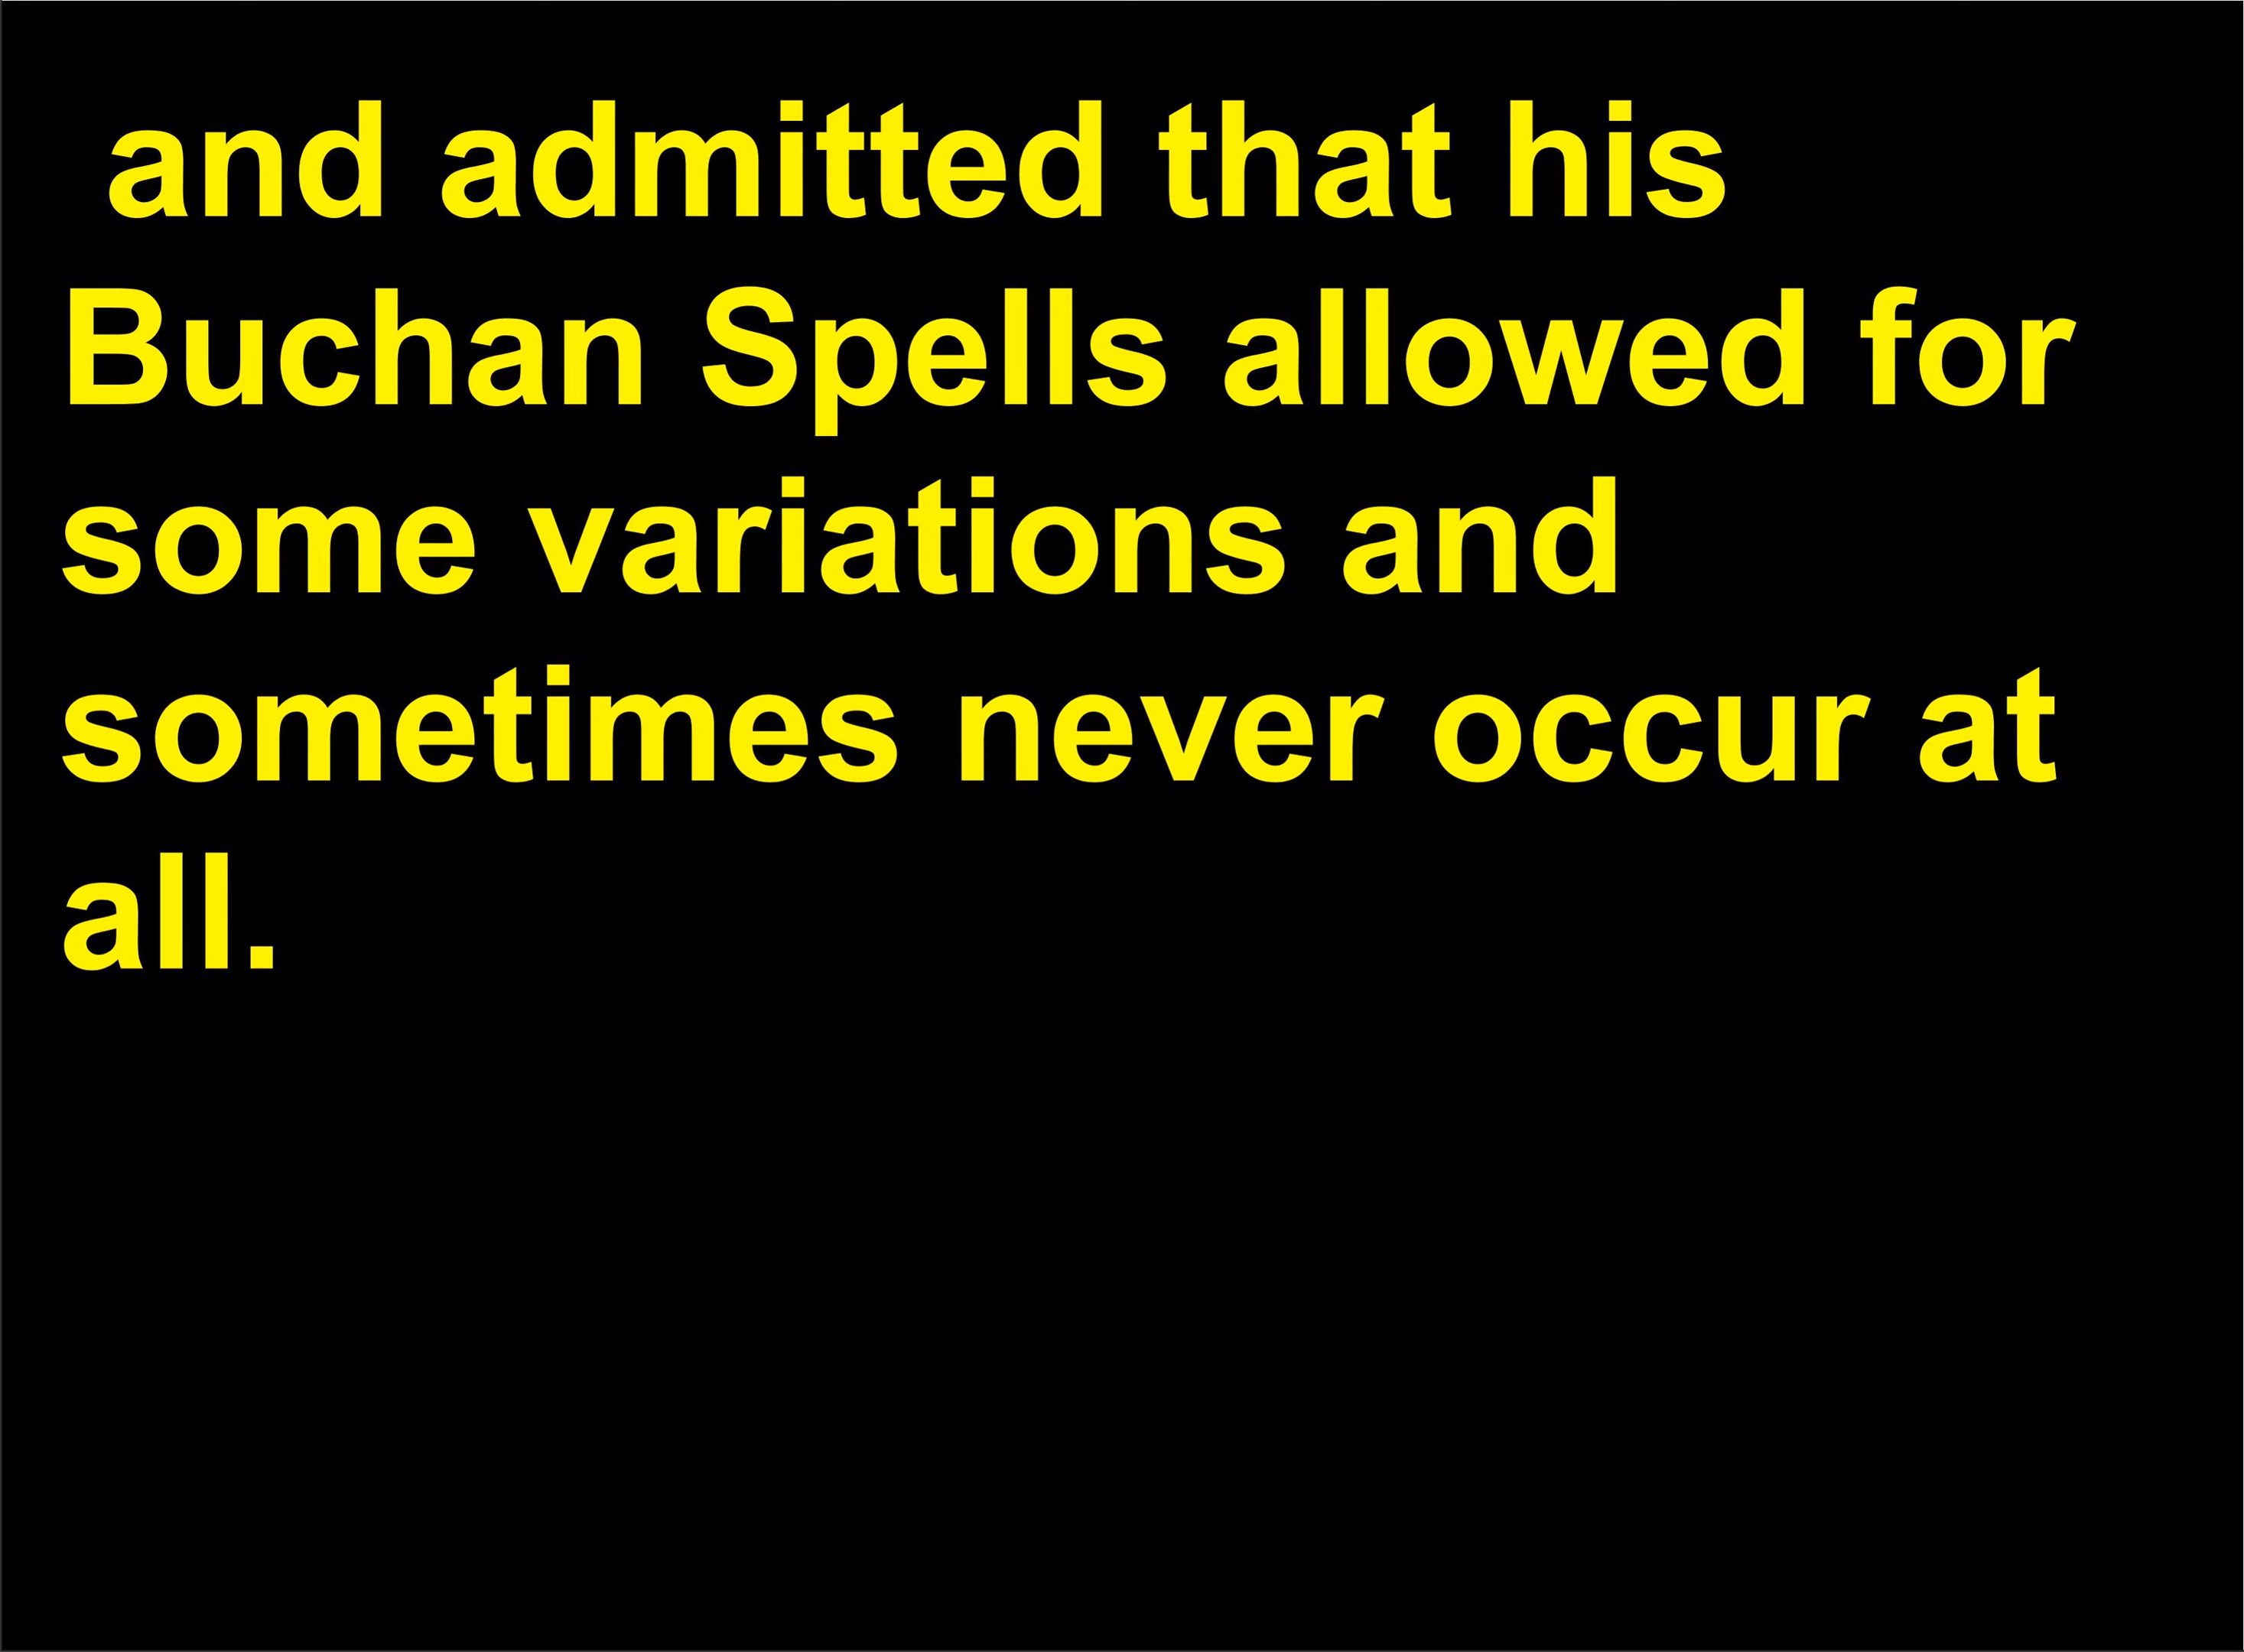 and admitted that his
Buchan Spells allowed for
some variations and
sometimes never occur at
all.